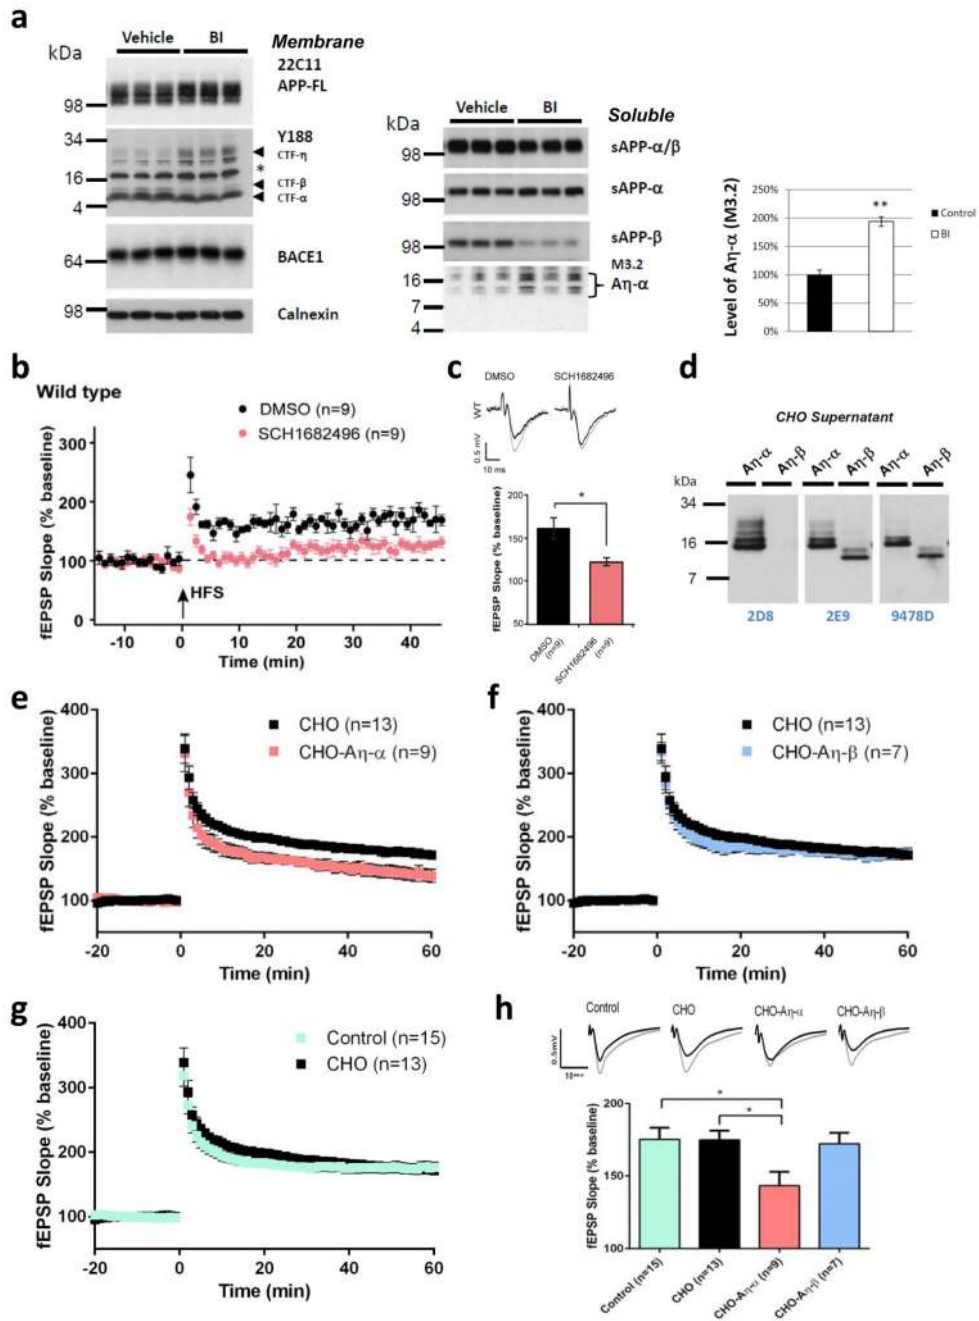 a
Vehicle BI Membrane
kDa
22C11
APP-FL
98
34
Y188
CTF-η
*
16
CTF-β
CTF-α
4
64
BACE1
98
Calnexin
Vehicle BI Soluble
kDa
98
sAPP-α/β
98
sAPP-α
98
sAPP-β
M3.2
16
Aη-α
7
4
Level of Aη-α (M3.2)
250%
200%
150%
100%
50%
0%
**
Control
BI
b
Wild type
DMSO (n=9)
SCH1682496 (n=9)
fEPSP Slope (% baseline)
300
200
100
0
HFS
-10 0 10 20 30 40
Time (min)
c
DMSO SCH1682496
WT
0.5 mV
10 ms
fEPSP Slope (% baseline)
200
150
100
50
*
DMSO (n=9)
SCH1682496 (n=9)
d
CHO Supernatant
Aη-α Aη-β Aη-α Aη-β Aη-α Aη-β
kDa
34
16
7
2D8 2E9 9478D
e
fEPSP Slope (% baseline)
400
300
200
100
CHO (n=13)
CHO-Aη-α (n=9)
-20 0 20 40 60
Time (min)
f
fEPSP Slope (% baseline)
400
300
200
100
CHO (n=13)
CHO-Aη-β (n=7)
-20 0 20 40 60
Time (min)
g
fEPSP Slope (% baseline)
400
300
200
100
Control (n=15)
CHO (n=13)
-20 0 20 40 60
Time (min)
h
Control CHO CHO-Aη-α CHO-Aη-β
0.5mV
10ms
fEPSP Slope (% baseline)
200
150
100
*
*
Control (n=15)
CHO (n=13)
CHO-Aη-α (n=9)
CHO-Aη-β (n=7)